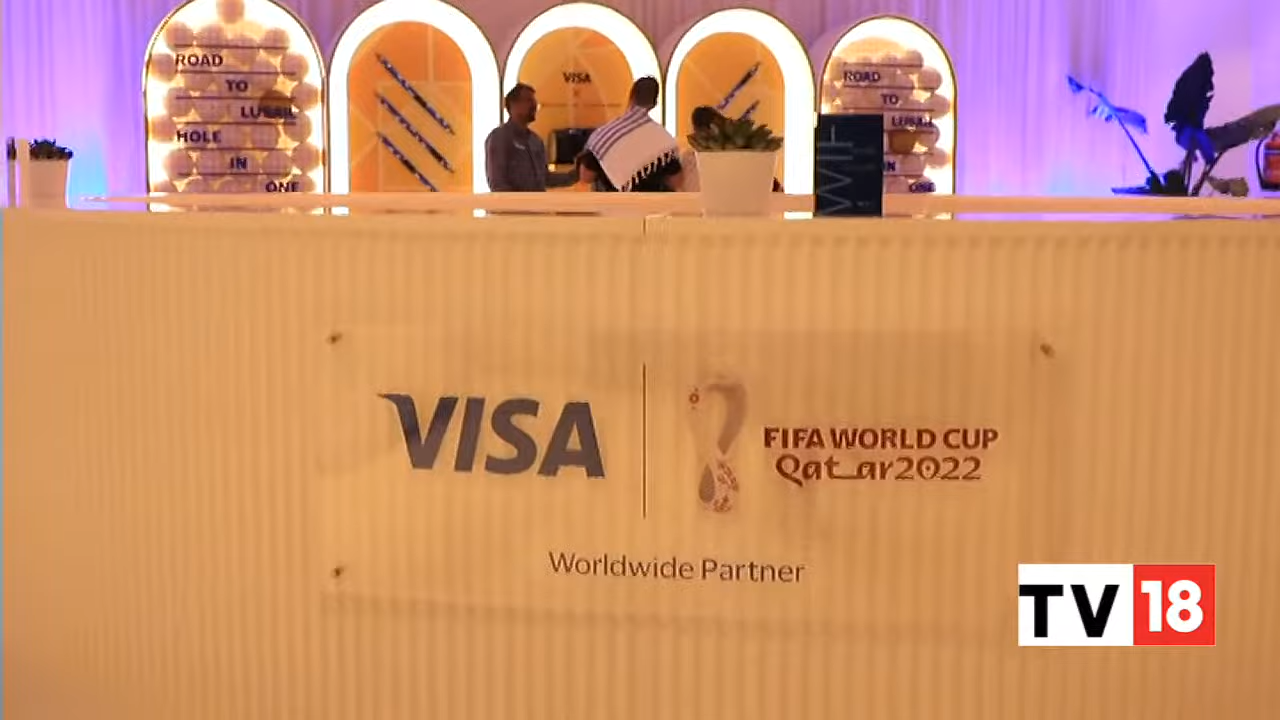 ROAD
TO
LUSAIL
HOLE
IN
ONE
VISA
ROAD
TO
LUSAIL
IN
ONE
WIF
VISA
FIFA WORLD CUP
Qatar2022
Worldwide Partner
TV18